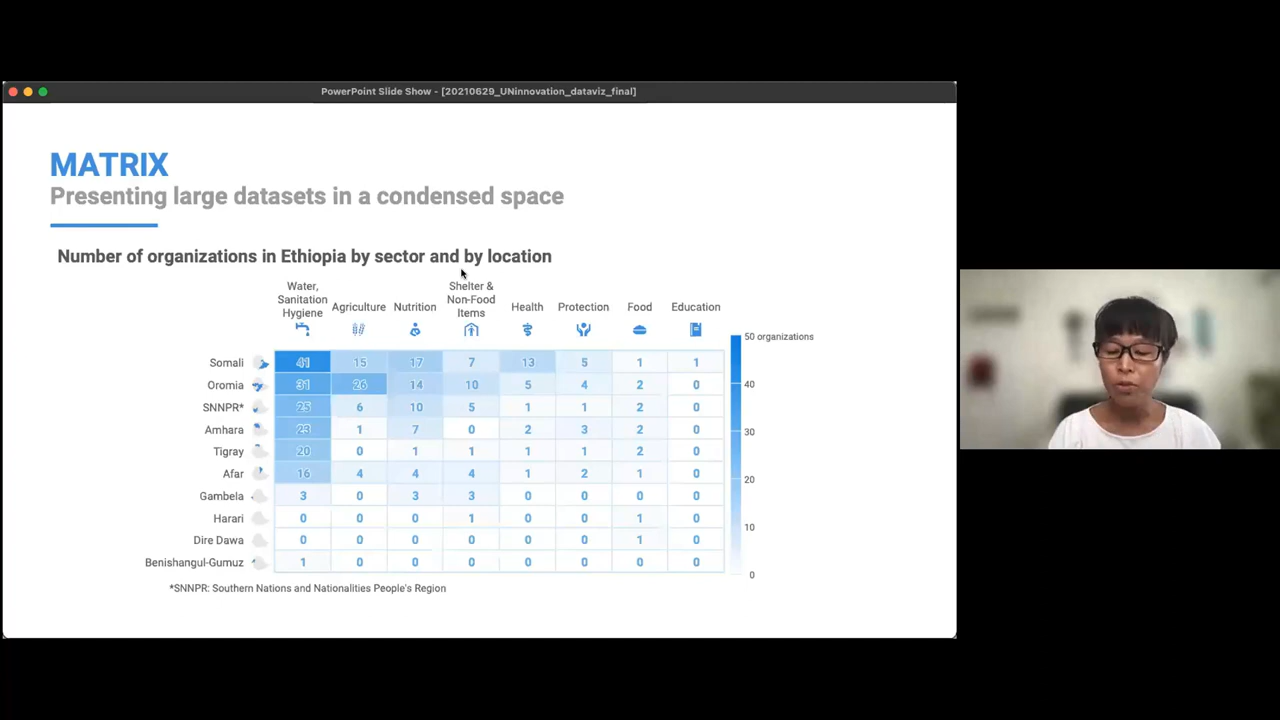 PowerPoint Slide Show - [20210629_UNinnovation_dataviz_final]
MATRIX
Presenting large datasets in a condensed space
Number of organizations in Ethiopia by sector and by location
Water,
Sanitation
Hygiene
Agriculture
Nutrition
Shelter &
Non-Food
Items
Health
Protection
Food
Education
50 organizations
40
30
20
10
0
Somali 41 15 17 7 13 5 1 1
Oromia 31 26 14 10 5 4 2 0
SNNPR* 25 6 10 5 1 1 2 0
Amhara 23 1 7 0 2 3 2 0
Tigray 20 0 1 1 1 1 2 0
Afar 16 4 4 4 1 2 1 0
Gambela 3 0 3 3 0 0 0 0
Harari 0 0 0 1 0 0 1 0
Dire Dawa 0 0 0 0 0 0 1 0
Benishangul-Gumuz 1 0 0 0 0 0 0 0
*SNNPR: Southern Nations and Nationalities People's Region